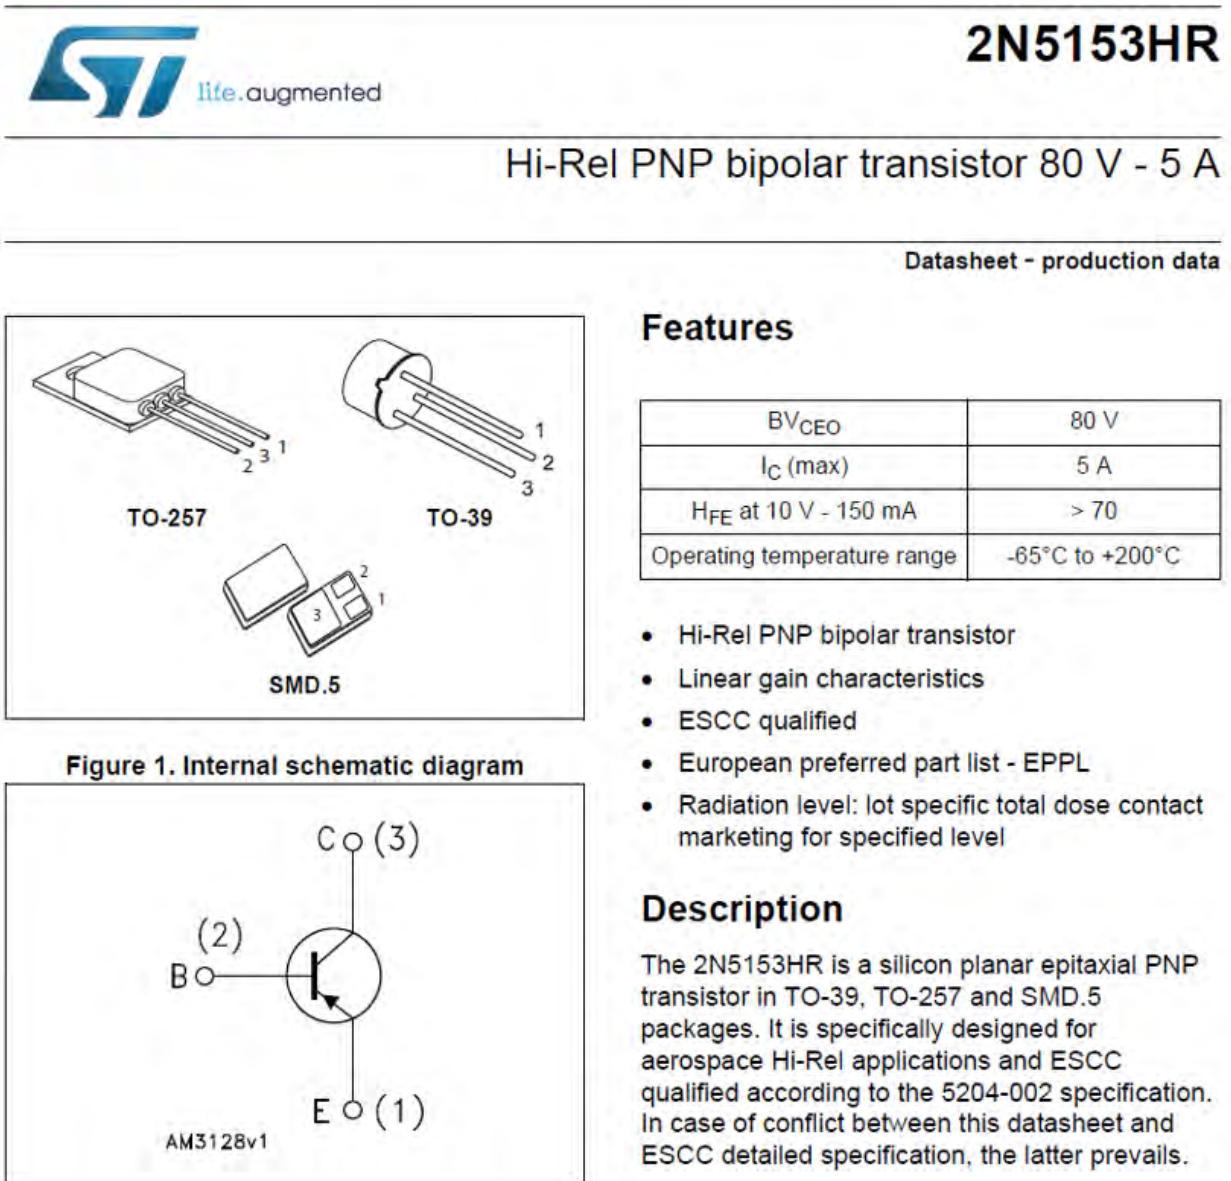 2N5153HR
life.augmented
Hi-Rel PNP bipolar transistor 80 V - 5 A
Datasheet - production data
1
3
2
TO-257
1
2
3
TO-39
2
1
3
SMD.5
Figure 1. Internal schematic diagram
C (3)
(2)
B
E (1)
AM3128v1
Features
BVCEO 80 V
IC (max) 5 A
HFE at 10 V - 150 mA > 70
Operating temperature range -65°C to +200°C
• Hi-Rel PNP bipolar transistor
• Linear gain characteristics
• ESCC qualified
• European preferred part list - EPPL
• Radiation level: lot specific total dose contact
marketing for specified level
Description
The 2N5153HR is a silicon planar epitaxial PNP
transistor in TO-39, TO-257 and SMD.5
packages. It is specifically designed for
aerospace Hi-Rel applications and ESCC
qualified according to the 5204-002 specification.
In case of conflict between this datasheet and
ESCC detailed specification, the latter prevails.